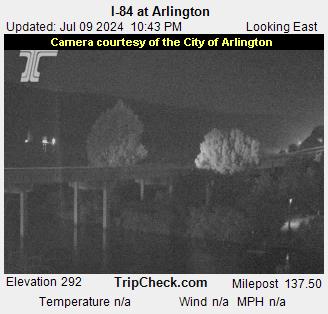 I-84 at Arlington
Updated: Jul 09 2024 10:43 PM Looking East
Camera courtesy of the City of Arlington
Elevation 292 TripCheck.com Milepost 137.50
Temperature n/a Wind n/a MPH n/a